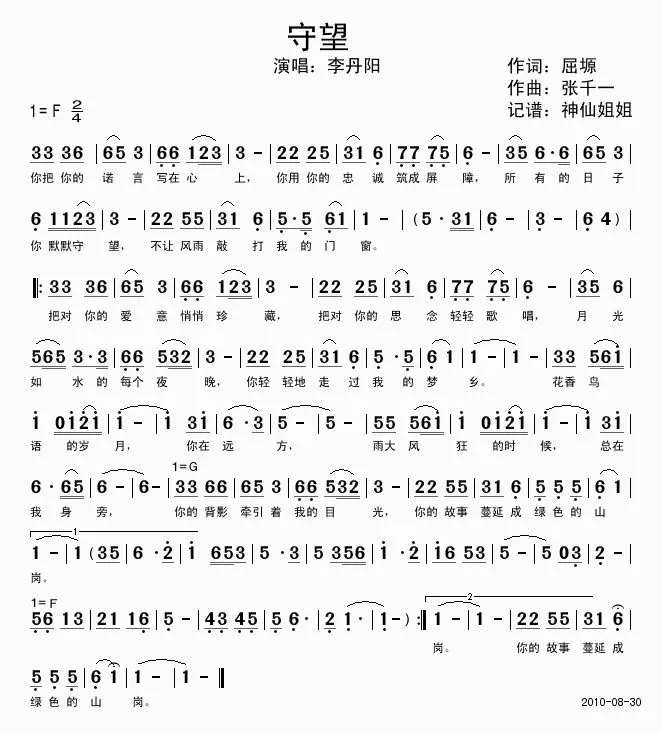 守望
演唱：李丹阳 作词：屈塬
作曲：张千一
1=F 2/4 记谱：神仙姐姐
33 36 | 65 3 | 66 123 | 3 - | 22 25 | 31 6 | 77 75 | 6 - | 35 6·6 | 65 3 |
你把 你的 诺 言 写在 心 上， 你用 你的 忠 诚 筑成 屏 障， 所 有 的 日 子
6 1123 | 3 - | 22 55 | 31 6 | 5·5 61 | 1 - | (5·31 | 6 - | 3 - | 6 4) |
你 默默守 望， 不让 风雨 敲 打 我 的 门 窗。
|: 33 36 | 65 3 | 66 123 | 3 - | 22 25 | 31 6 | 77 75 | 6 - | 35 6 |
把对 你的 爱 意 悄悄 珍 藏， 把对 你的 思 念 轻轻 歌 唱， 月 光
565 3·3 | 66 532 | 3 - | 22 25 | 31 6 | 5·5 | 6 1 | 1 - | 1 - | 33 561 |
如 水 的 每个 夜 晚， 你轻 轻地 走 过 我 的 梦 乡。 花香 鸟
1 0121 | 1 - | 1 31 | 6·3 | 5 - | 5 - | 55 561 | 1 0121 | 1 - | 1 31 |
语 的岁 月， 你在 远 方， 雨大 风 狂 的时 候， 总在
1=G
6·65 | 6 - | 6- | 33 66 | 65 3 | 66 532 | 3 - | 22 55 | 31 6 | 5 5 5 | 6 1 |
我 身 旁， 你的 背影 牵引 着 我的 目 光， 你的 故事 蔓延 成 绿色 的 山
1
1 - | 1 (35 | 6·2 | 1 653 | 5·3 | 5 356 | 1·2 | 16 53 | 5 - | 5 03 | 2 - |
岗。
1=F 2
56 13 | 21 16 | 5 - | 43 45 | 5·6 | 2 1· | 1 - ) :| 1 - | 1 - | 22 55 | 31 6 |
岗。 你的 故事 蔓延 成
5 5 5 | 6 1 | 1 - | 1 - ||
绿色 的 山 岗。
2010-08-30